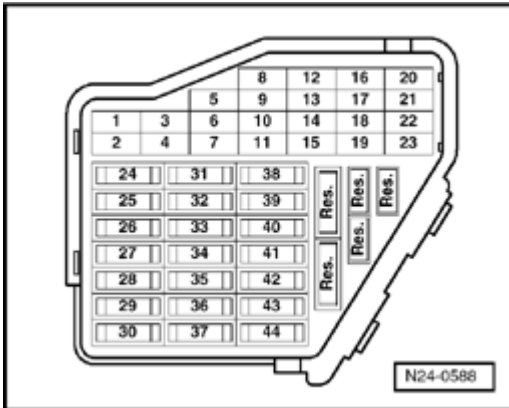 8 12 16 20
5 9 13 17 21
1 3 6 10 14 18 22
2 4 7 11 15 19 23
24 31 38
25 32 39
26 33 40
27 34 41
28 35 42
29 36 43
30 37 44
Res. Res. Res.
Res. Res.
N24-0588